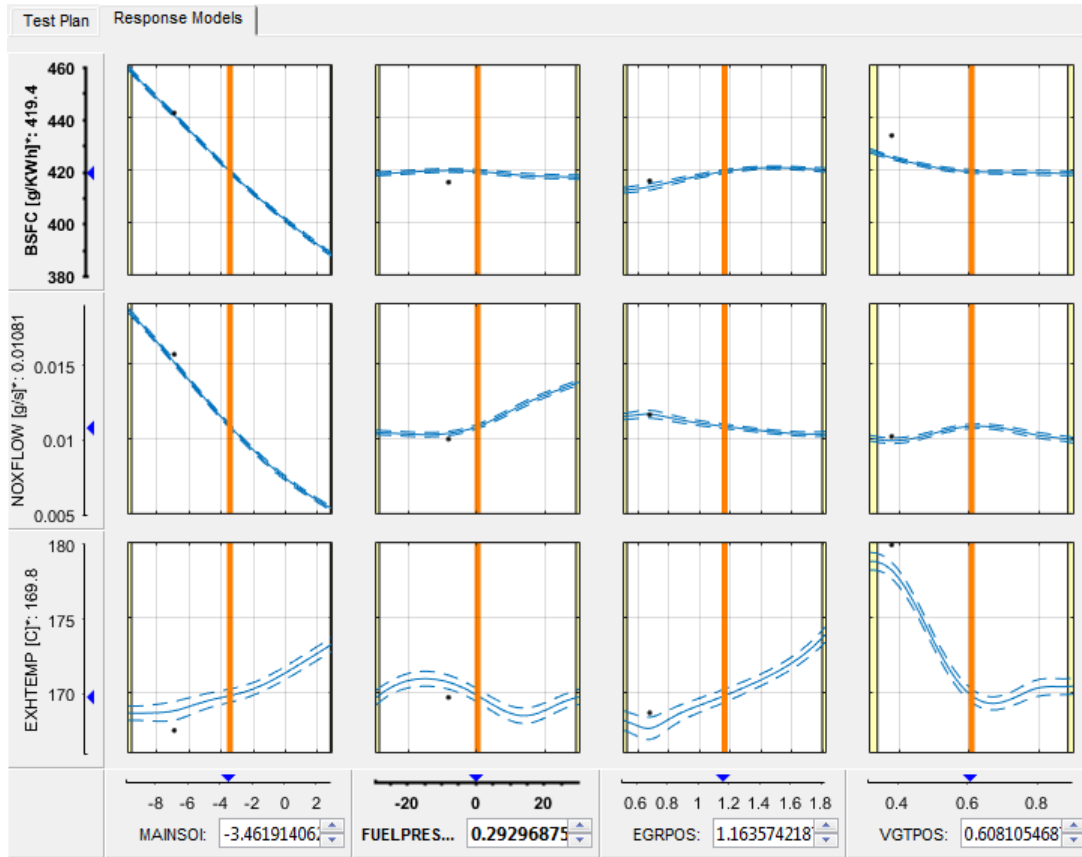 Test Plan Response Models
BSFC [g/KWh]*: 419.4
460
440
420
400
380
NOXFLOW [g/s]*: 0.01081
0.015
0.01
0.005
EXHTEMP [C]*: 169.8
180
175
170
-8 -6 -4 -2 0 2
-20 0 20
0.6 0.8 1 1.2 1.4 1.6 1.8
0.4 0.6 0.8
MAINSOI: -3.46191406 FUELPRES... 0.29296875 EGRPOS: 1.163574218 VGTPOS: 0.608105468